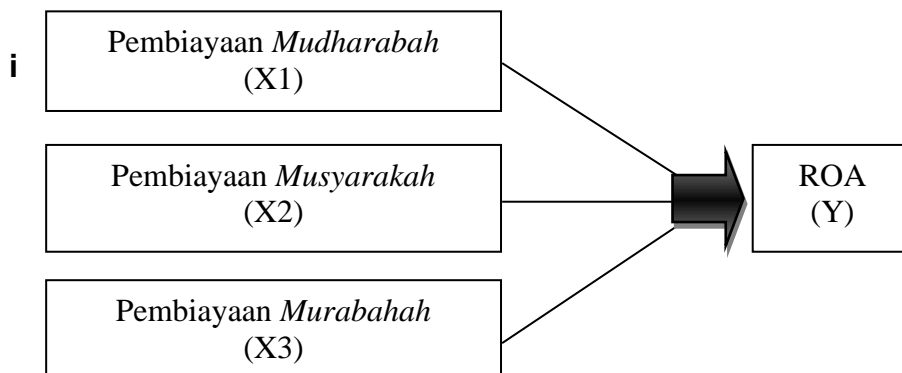 Pembiayaan Mudharabah
(X1)
i
Pembiayaan Musyarakah
(X2)
ROA
(Y)
Pembiayaan Murabahah
(X3)